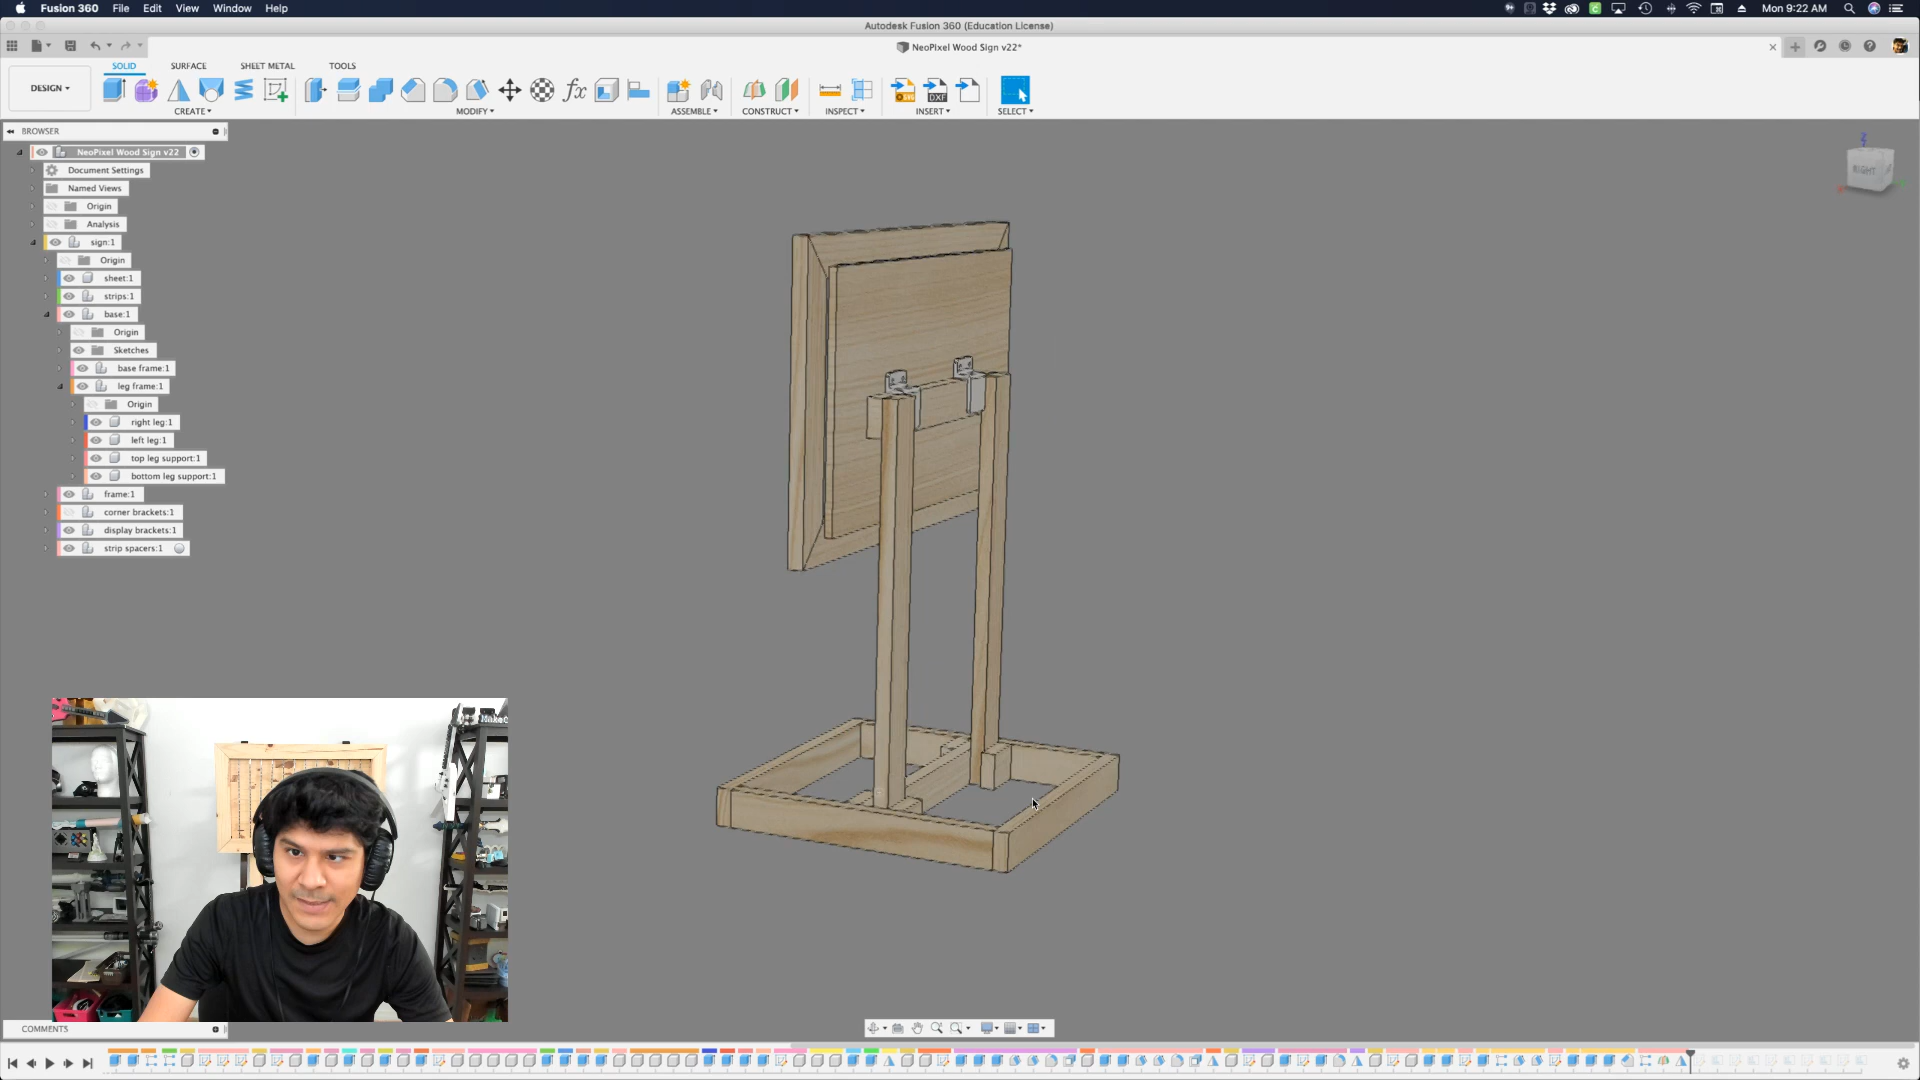 Fusion 360 File Edit View Window Help
Mon 9:22 AM
Autodesk Fusion 360 (Education License)
NeoPixel Wood Sign v22*
SOLID SURFACE SHEET METAL TOOLS
DESIGN
CREATE MODIFY ASSEMBLE CONSTRUCT INSPECT INSERT SELECT
BROWSER
NeoPixel Wood Sign v22
Document Settings
Named Views
Origin
Analysis
sign:1
Origin
sheet:1
strips:1
base:1
Origin
Sketches
base frame:1
leg frame:1
Origin
right leg:1
left leg:1
top leg support:1
bottom leg support:1
frame:1
corner brackets:1
display brackets:1
strip spacers:1
Z
RIGHT
COMMENTS